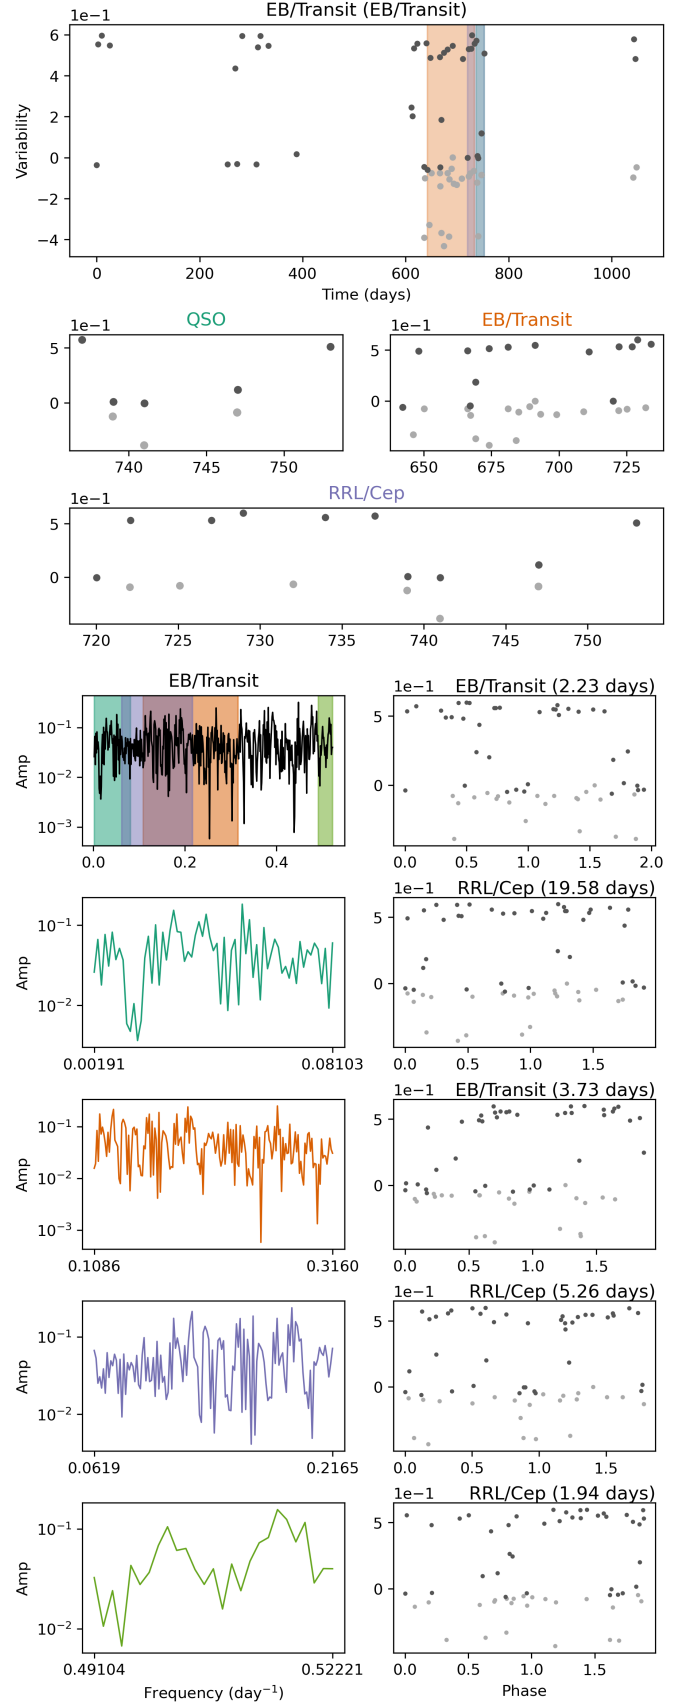 EB/Transit (EB/Transit)
1e−1
6
4
2
0
−2
−4
Variability
0 200 400 600 800 1000
Time (days)
QSO
EB/Transit
1e−1
5
0
740 745 750
1e−1
5
0
650 675 700 725
RRL/Cep
1e−1
5
0
720 725 730 735 740 745 750
EB/Transit
10⁻¹
10⁻²
10⁻³
Amp
0.0 0.2 0.4
1e−1
EB/Transit (2.23 days)
5
0
0.0 0.5 1.0 1.5 2.0
10⁻¹
10⁻²
Amp
0.00191 0.08103
1e−1
RRL/Cep (19.58 days)
5
0
0.0 0.5 1.0 1.5
10⁻¹
10⁻²
10⁻³
Amp
0.1086 0.3160
1e−1
EB/Transit (3.73 days)
5
0
0.0 0.5 1.0 1.5
10⁻¹
10⁻²
Amp
0.0619 0.2165
1e−1
RRL/Cep (5.26 days)
5
0
0.0 0.5 1.0 1.5
10⁻¹
10⁻²
Amp
0.49104 0.52221
Frequency (day⁻¹)
1e−1
RRL/Cep (1.94 days)
5
0
0.0 0.5 1.0 1.5
Phase